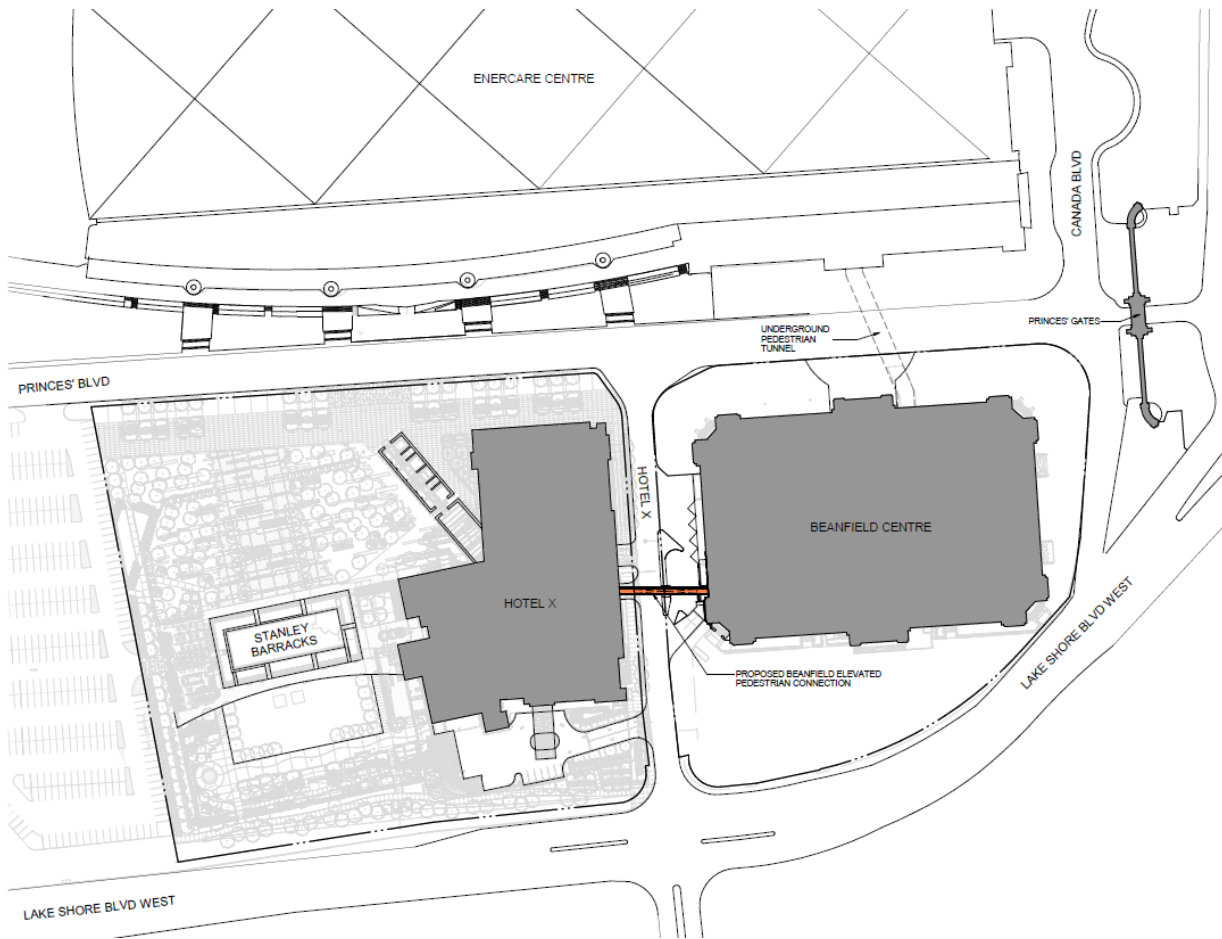 ENERCARE CENTRE
CANADA BLVD
UNDERGROUND
PEDESTRIAN
TUNNEL
PRINCES' GATES
PRINCES' BLVD
HOTEL X
BEANFIELD CENTRE
HOTEL X
STANLEY
BARRACKS
PROPOSED BEANFIELD ELEVATED
PEDESTRIAN CONNECTION
LAKE SHORE BLVD WEST
LAKE SHORE BLVD WEST